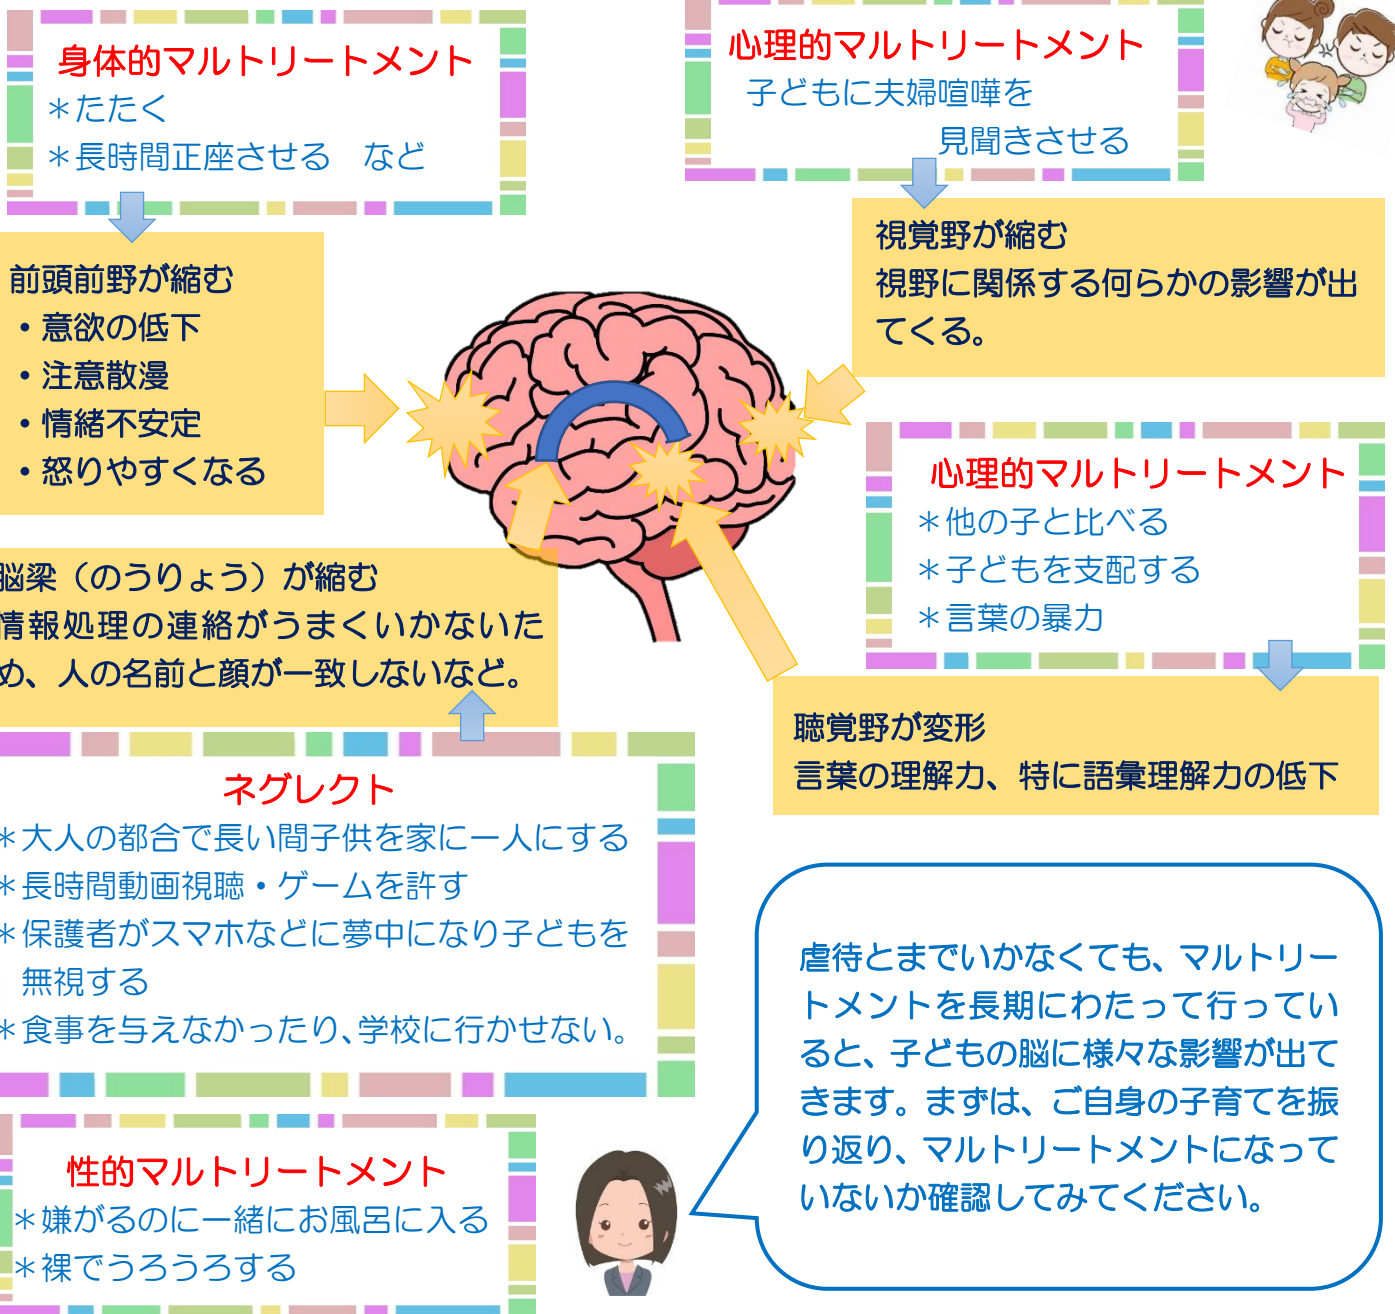 身体的マルトリートメント
＊たたく
＊長時間正座させる　など
心理的マルトリートメント
子どもに夫婦喧嘩を
見聞きさせる
前頭前野が縮む
・意欲の低下
・注意散漫
・情緒不安定
・怒りやすくなる
視覚野が縮む
視野に関係する何らかの影響が出
てくる。
心理的マルトリートメント
＊他の子と比べる
＊子どもを支配する
＊言葉の暴力
脳梁（のうりょう）が縮む
情報処理の連絡がうまくいかないた
め、人の名前と顔が一致しないなど。
聴覚野が変形
言葉の理解力、特に語彙理解力の低下
ネグレクト
＊大人の都合で長い間子供を家に一人にする
＊長時間動画視聴・ゲームを許す
＊保護者がスマホなどに夢中になり子どもを
無視する
＊食事を与えなかったり、学校に行かせない。
虐待とまでいかなくても、マルトリー
トメントを長期にわたって行ってい
ると、子どもの脳に様々な影響が出て
きます。まずは、ご自身の子育てを振
り返り、マルトリートメントになって
いないか確認してみてください。
性的マルトリートメント
＊嫌がるのに一緒にお風呂に入る
＊裸でうろうろする